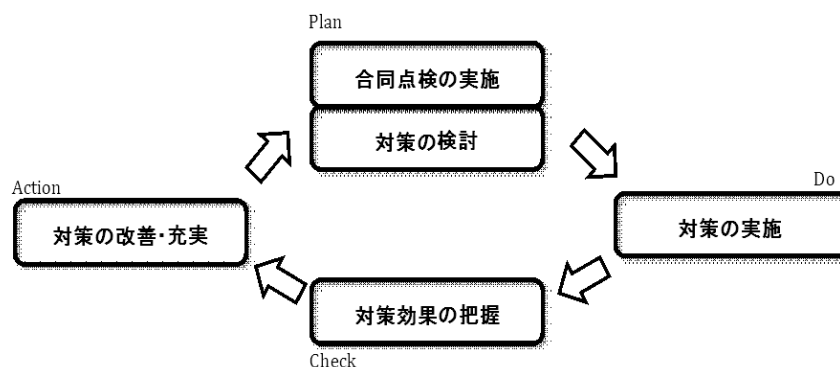 Plan
合同点検の実施
対策の検討
Action
Do
対策の改善・充実
対策の実施
対策効果の把握
Check